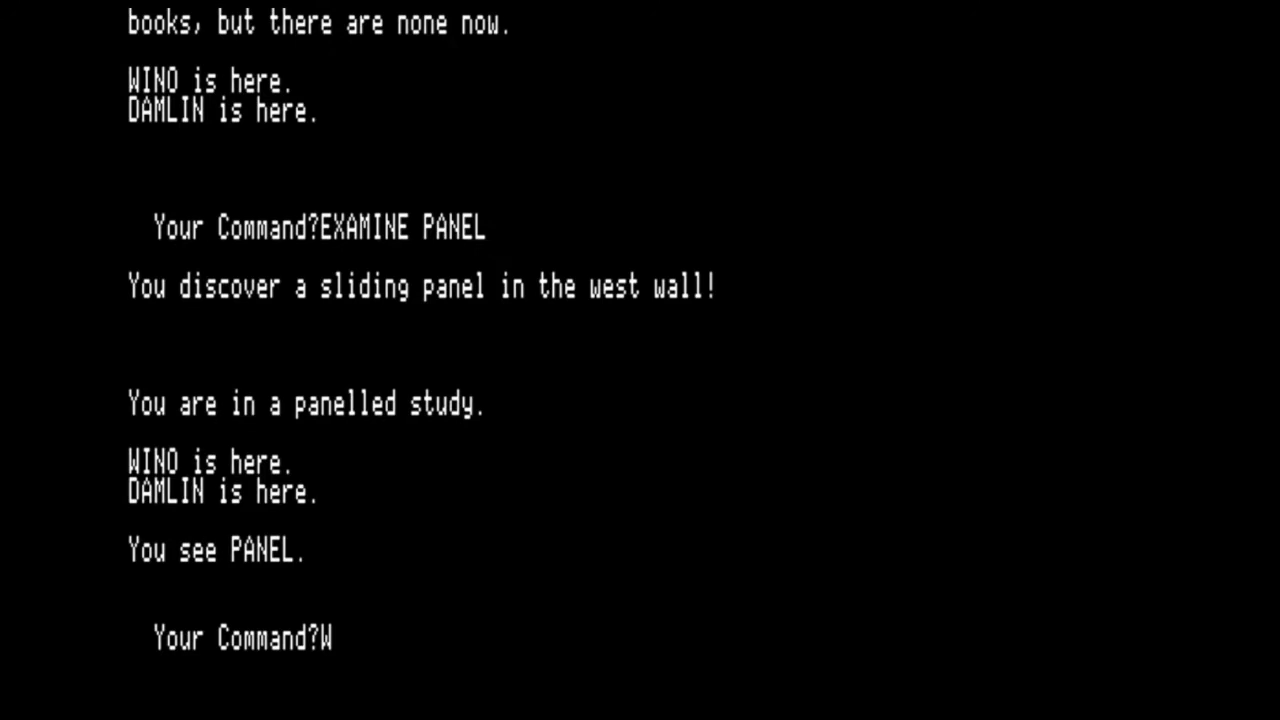 books, but there are none now.
WINO is here.
DAMLIN is here.
Your Command?EXAMINE PANEL
You discover a sliding panel in the west wall!
You are in a panelled study.
WINO is here.
DAMLIN is here.
You see PANEL.
Your Command?W